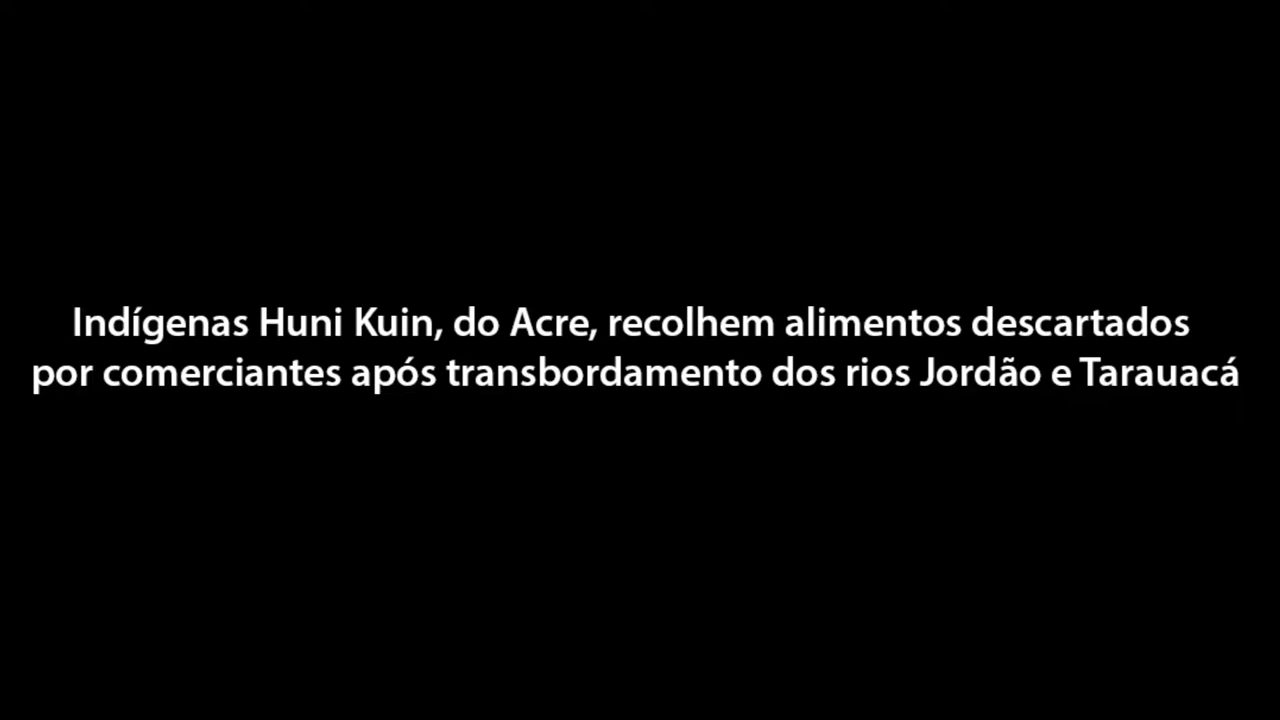 Indígenas Huni Kuin, do Acre, recolhem alimentos descartados
por comerciantes após transbordamento dos rios Jordão e Tarauacá